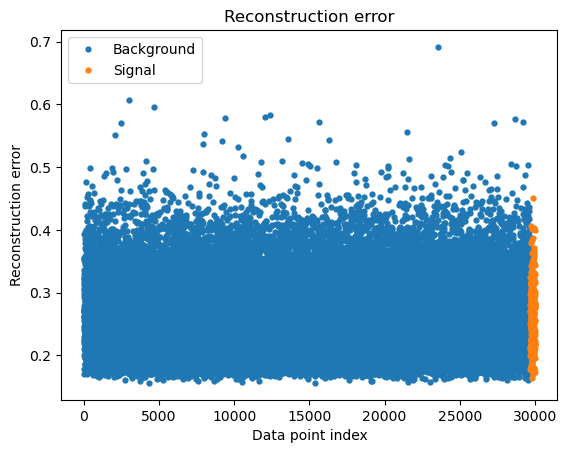 Reconstruction error
0.7
0.6
0.5
0.4
0.3
0.2
Reconstruction error
Background
Signal
0
5000
10000
15000
20000
25000
30000
Data point index